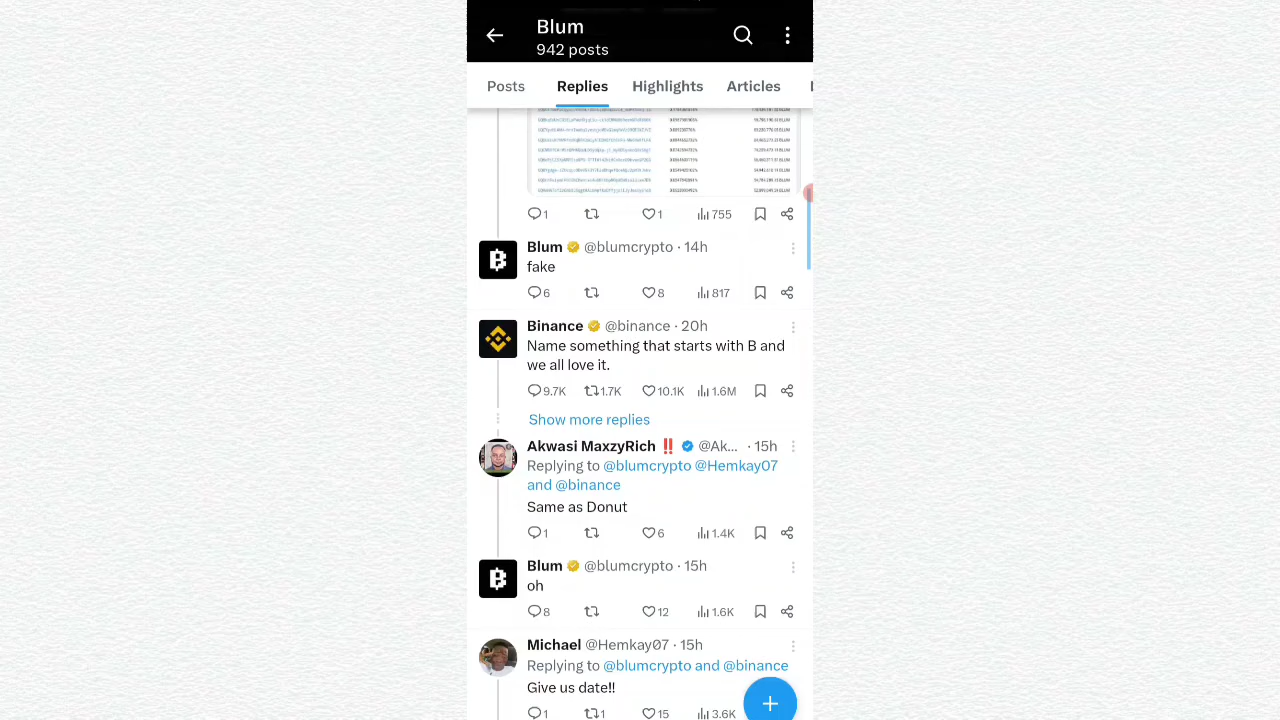 Blum
942 posts
Posts Replies Highlights Articles
1 1 755
Blum @blumcrypto · 14h
fake
6 8 817
Binance @binance · 20h
Name something that starts with B and
we all love it.
9.7K 1.7K 10.1K 1.6M
Show more replies
Akwasi MaxzyRich ‼️ @Ak... · 15h
Replying to @blumcrypto @Hemkay07
and @binance
Same as Donut
1 6 1.4K
Blum @blumcrypto · 15h
oh
8 12 1.6K
Michael @Hemkay07 · 15h
Replying to @blumcrypto and @binance
Give us date!!
1 1 15 3.6K